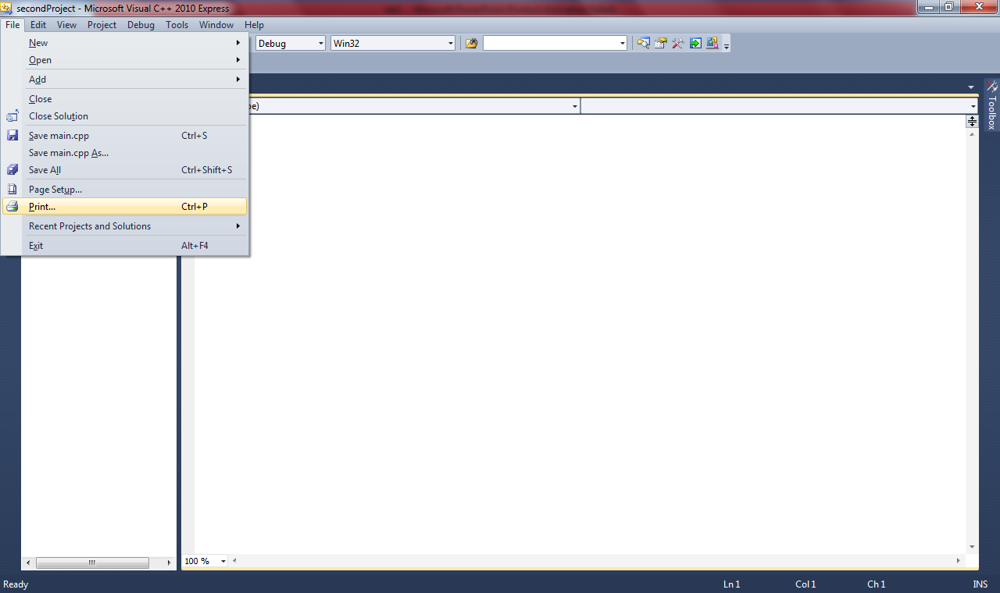 secondProject - Microsoft Visual C++ 2010 Express
File Edit View Project Debug Tools Window Help
New
Debug Win32
Open
Add
Close
pe)
Close Solution
Toolbox
Save main.cpp Ctrl+S
Save main.cpp As...
Save All Ctrl+Shift+S
Page Setup...
Print... Ctrl+P
Recent Projects and Solutions
Exit Alt+F4
100 %
Ready Ln 1 Col 1 Ch 1 INS